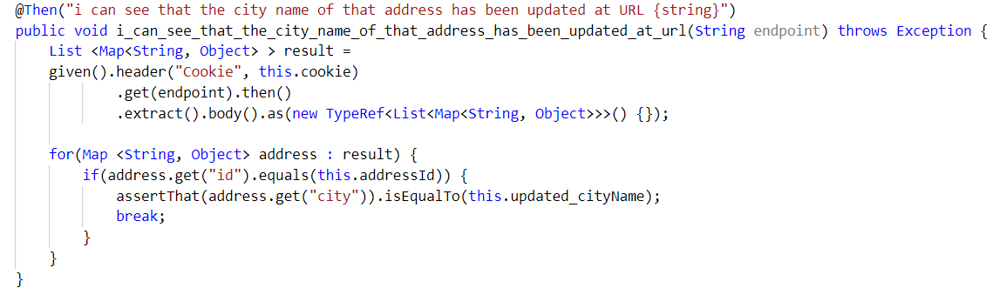 @Then("i can see that the city name of that address has been updated at URL {string}")
public void i_can_see_that_the_city_name_of_that_address_has_been_updated_at_url(String endpoint) throws Exception {
    List <Map<String, Object> > result =
    given().header("Cookie", this.cookie)
            .get(endpoint).then()
            .extract().body().as(new TypeRef<List<Map<String, Object>>>() {});

    for(Map <String, Object> address : result) {
        if(address.get("id").equals(this.addressId)) {
            assertThat(address.get("city")).isEqualTo(this.updated_cityName);
            break;
        }
    }
}